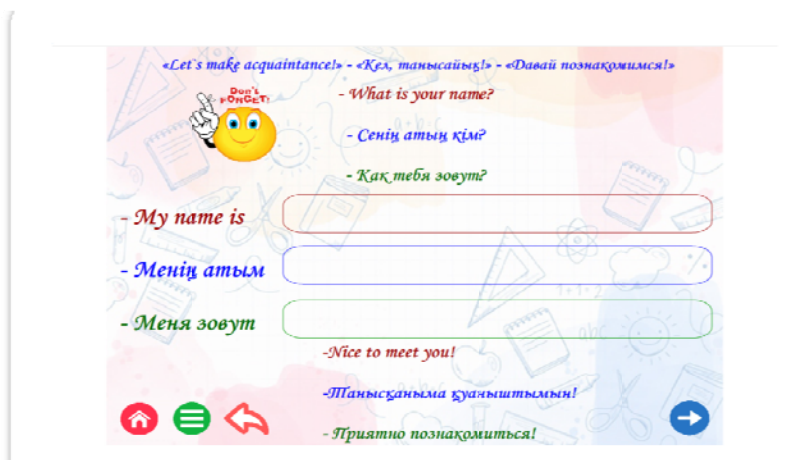 «Let`s make acquaintance!» - «Кел, танысайық!» - «Давай познакомимся!»
Don't
FORGET!
- What is your name?
- Сенің атың кім?
- Как тебя зовут?
- My name is
- Менің атым
- Меня зовут
-Nice to meet you!
-Танысқаныма қуаныштымын!
- Приятно познакомиться!